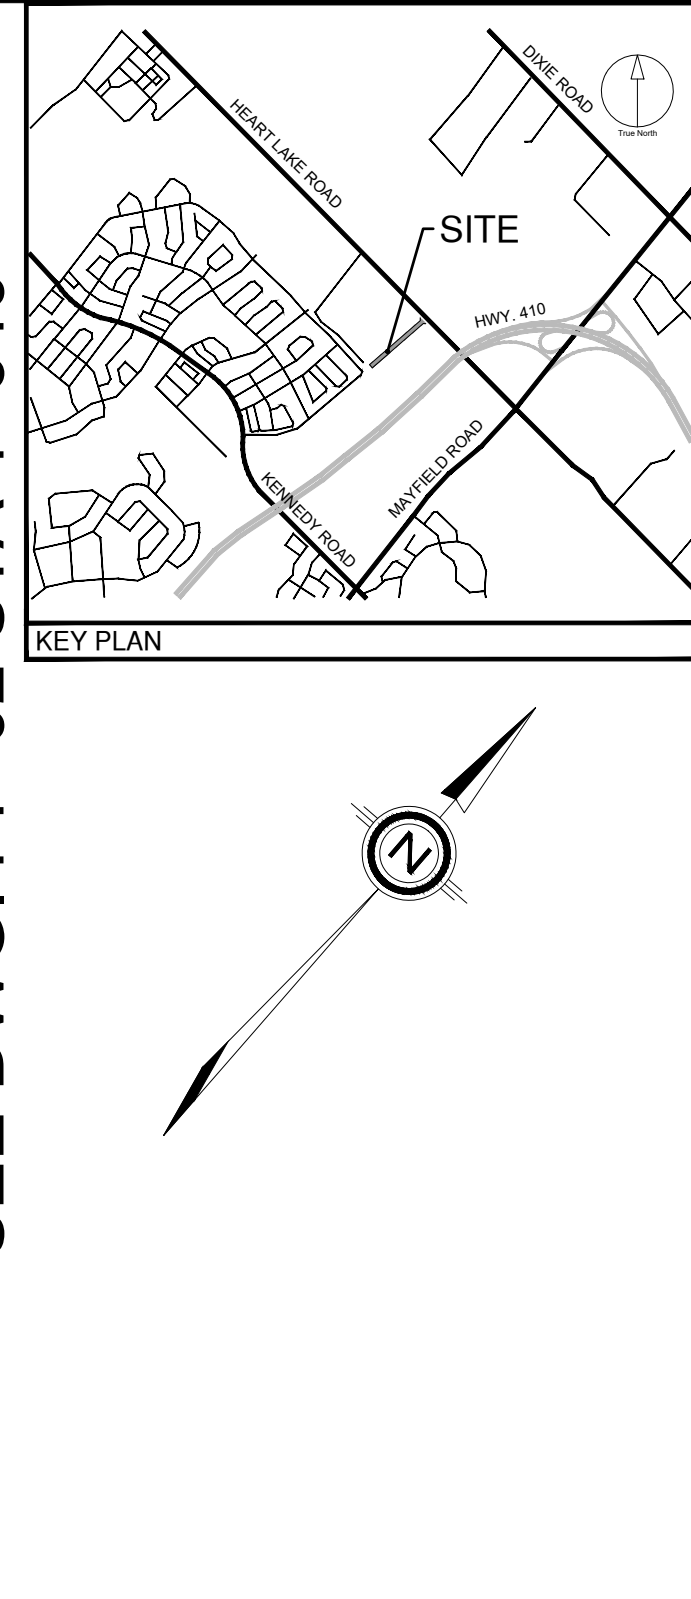 DIXIE ROAD
HEART LAKE ROAD
True North
SITE
HWY. 410
MAYFIELD ROAD
KENNEDY ROAD
KEY PLAN
N